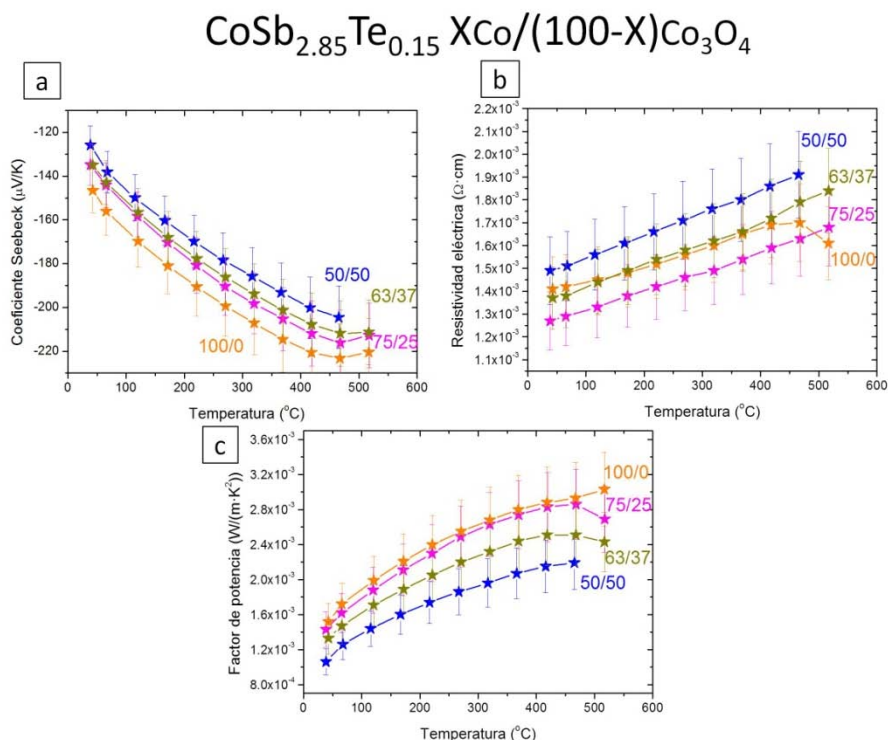 CoSb₂.₈₅Te₀.₁₅ XCo/(100-X)Co₃O₄
a
Coeficiente Seebeck (μV/K)
-120
-140
-160
-180
-200
-220
50/50
63/37
75/25
100/0
0 100 200 300 400 500 600
Temperatura (°C)
b
Resistividad eléctrica (Ω·cm)
2.2x10⁻³
2.1x10⁻³
2.0x10⁻³
1.9x10⁻³
1.8x10⁻³
1.7x10⁻³
1.6x10⁻³
1.5x10⁻³
1.4x10⁻³
1.3x10⁻³
1.2x10⁻³
1.1x10⁻³
50/50
63/37
75/25
100/0
0 100 200 300 400 500 600
Temperatura (°C)
c
Factor de potencia (W/(m·K²))
3.6x10⁻³
3.2x10⁻³
2.8x10⁻³
2.4x10⁻³
2.0x10⁻³
1.6x10⁻³
1.2x10⁻³
8.0x10⁻⁴
100/0
75/25
63/37
50/50
0 100 200 300 400 500 600
Temperatura (°C)